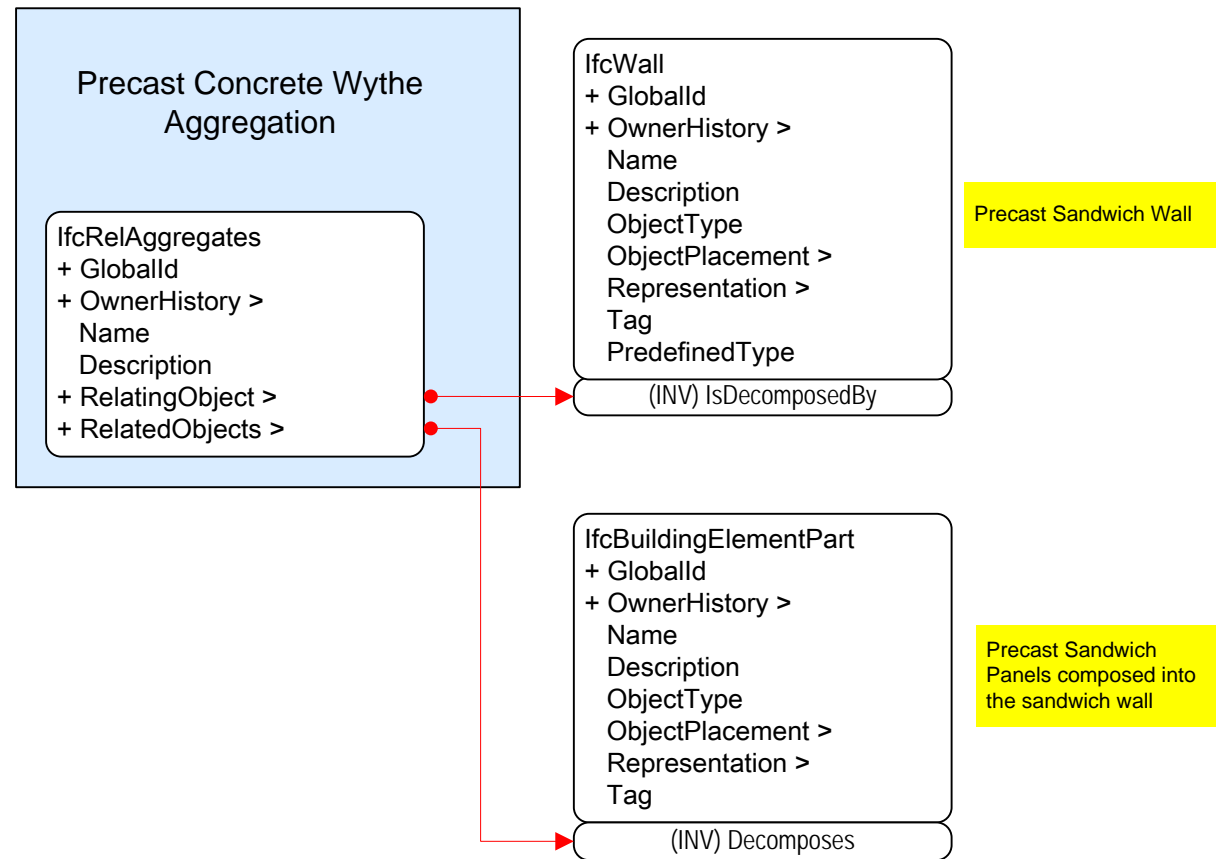 Precast Concrete Wythe
Aggregation
IfcRelAggregates
+ GlobalId
+ OwnerHistory >
Name
Description
+ RelatingObject >
+ RelatedObjects >
IfcWall
+ GlobalId
+ OwnerHistory >
Name
Description
ObjectType
ObjectPlacement >
Representation >
Tag
PredefinedType
(INV) IsDecomposedBy
Precast Sandwich Wall
IfcBuildingElementPart
+ GlobalId
+ OwnerHistory >
Name
Description
ObjectType
ObjectPlacement >
Representation >
Tag
(INV) Decomposes
Precast Sandwich
Panels composed into
the sandwich wall